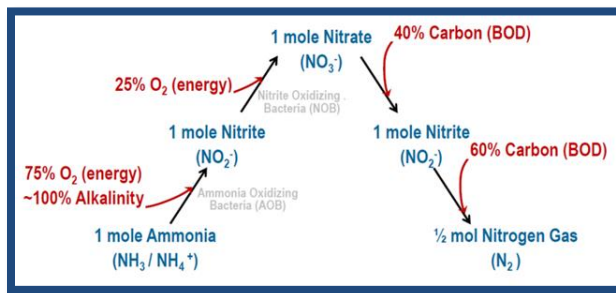 1 mole Nitrate
(NO₃⁻)
40% Carbon (BOD)
25% O₂ (energy)
Nitrite Oxidizing .
Bacteria (NOB)
1 mole Nitrite
(NO₂⁻)
1 mole Nitrite
(NO₂⁻)
60% Carbon (BOD)
75% O₂ (energy)
~100% Alkalinity
Ammonia Oxidizing
Bacteria (AOB)
1 mole Ammonia
(NH₃ / NH₄⁺)
½ mol Nitrogen Gas
(N₂)